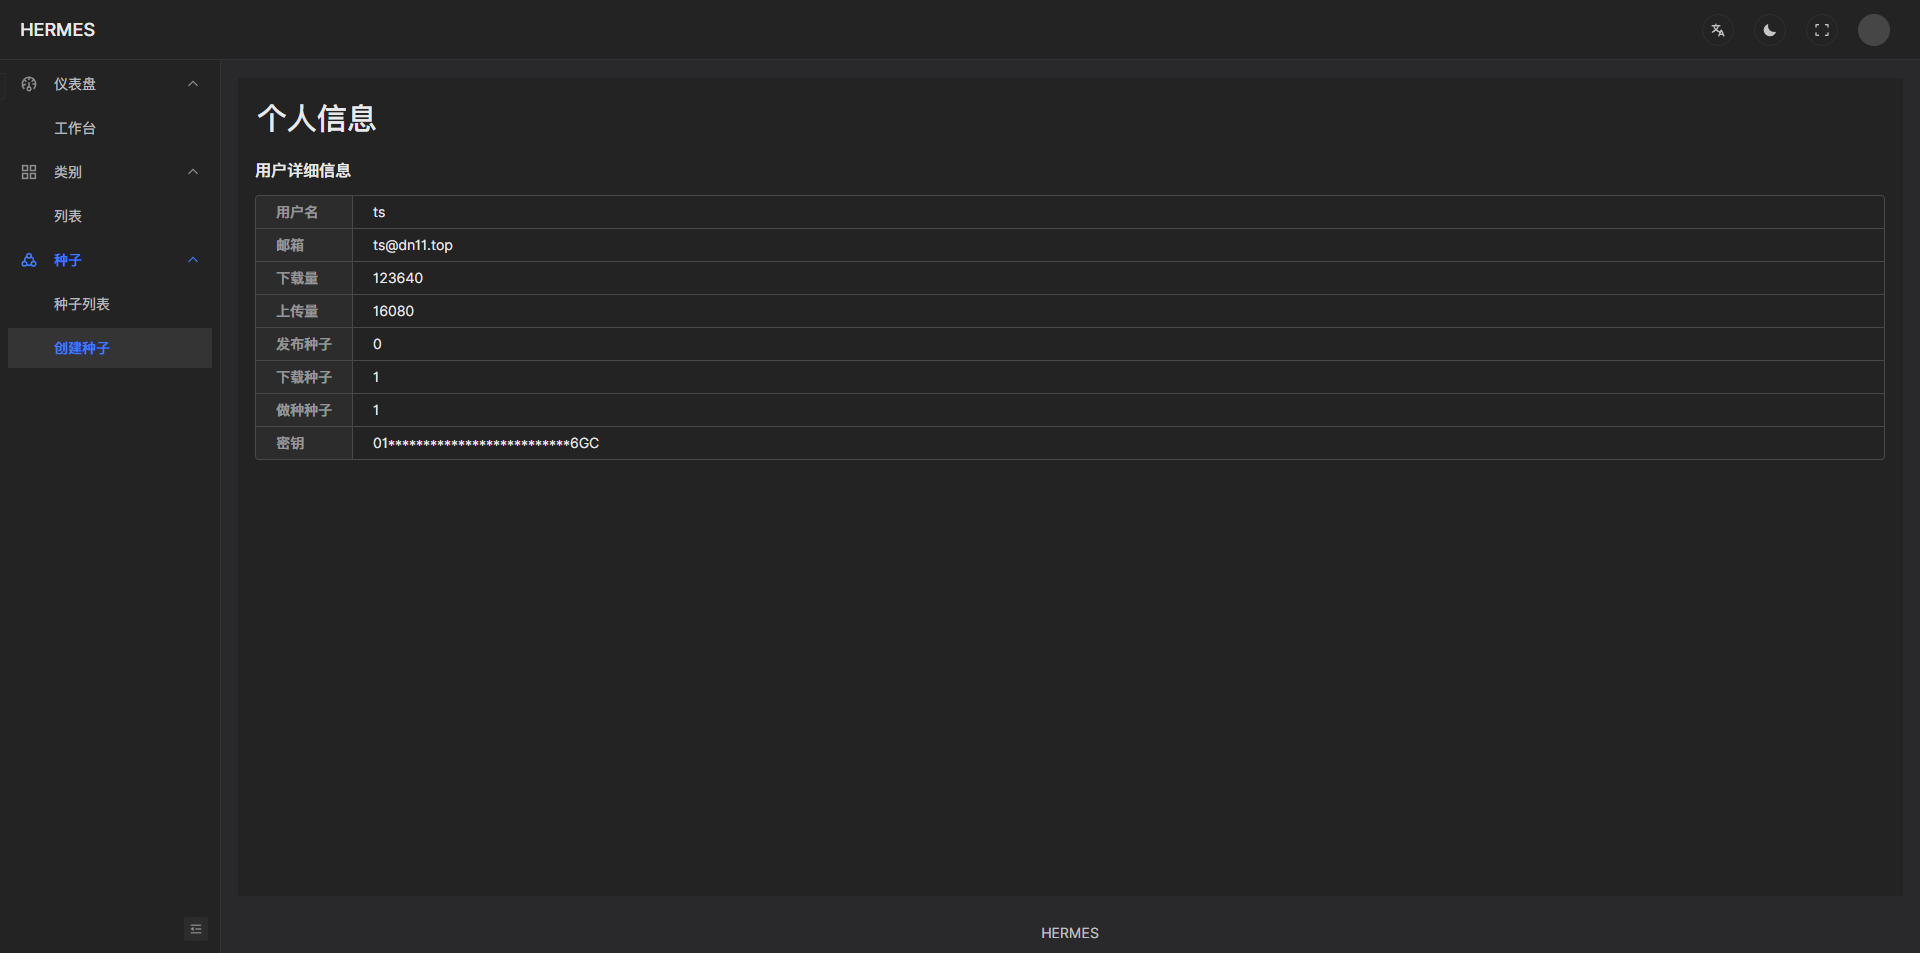 HERMES
仪表盘
工作台
类别
列表
种子
种子列表
创建种子
个人信息
用户详细信息
用户名 ts
邮箱 ts@dn11.top
下载量 123640
上传量 16080
发布种子 0
下载种子 1
做种种子 1
密钥 01**************************6GC
HERMES